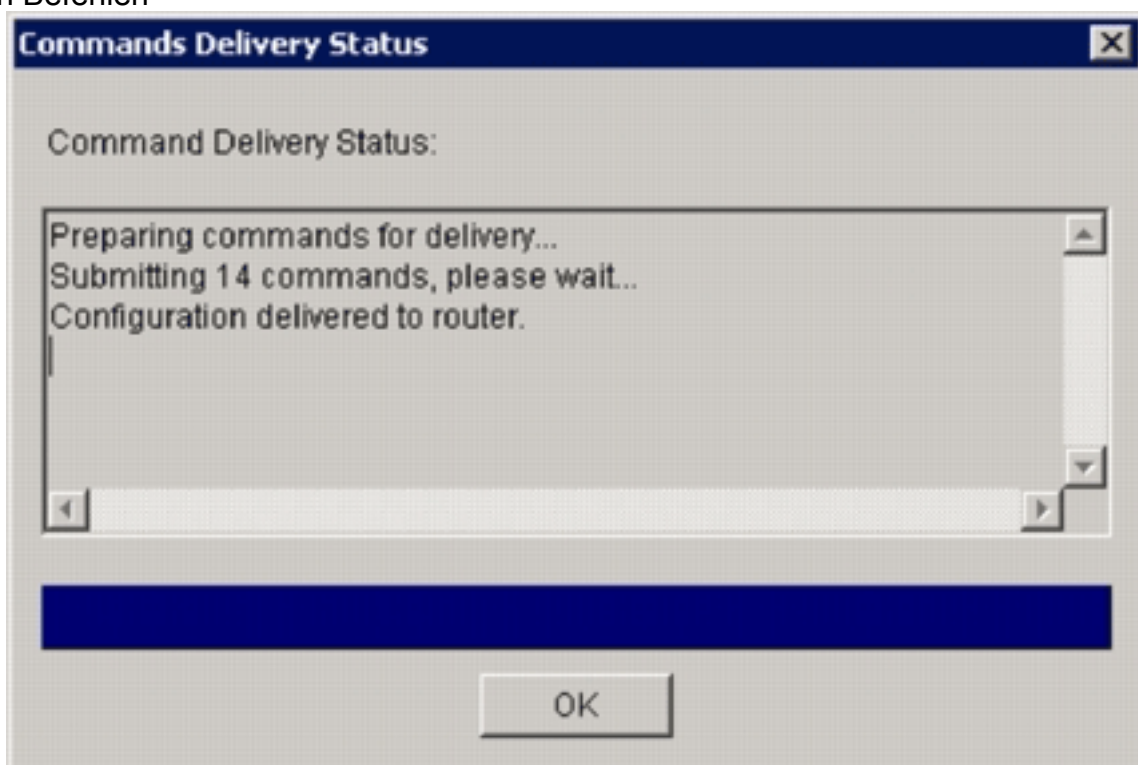 Commands Delivery Status
Command Delivery Status:
Preparing commands for delivery...
Submitting 14 commands, please wait...
Configuration delivered to router.
OK